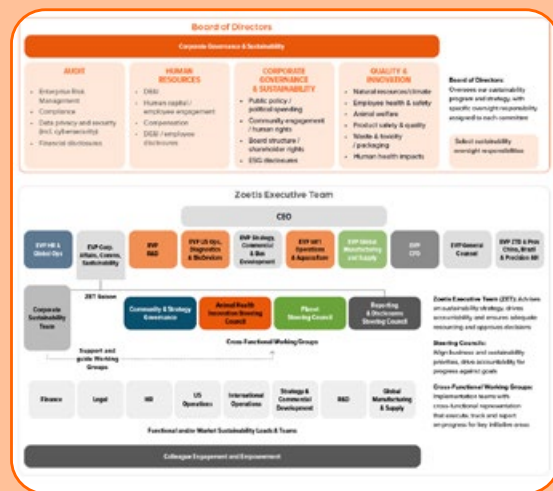 Board of Directors
Corporate Governance & Sustainability
AUDIT
• Enterprise Risk
Management
• Compliance
• Data privacy and security
(incl. cybersecurity)
• Financial disclosures
HUMAN
RESOURCES
• DE&I
• Human capital /
employee engagement
• Compensation
• DE&I / employee
disclosures
CORPORATE
GOVERNANCE
& SUSTAINABILITY
• Public policy /
political spending
• Community engagement
/ human rights
• Board structure /
shareholder rights
• ESG disclosures
QUALITY &
INNOVATION
• Natural resources/climate
• Employee health & safety
• Animal welfare
• Product safety & quality
• Waste & toxicity
/ packaging
• Human health impacts
Board of Directors:
Oversees our sustainability
program and strategy, with
specific oversight responsibility
assigned to each committee
Select sustainability
oversight responsibilities
Zoetis Executive Team
CEO
EVP HR &
Global Ops
EVP Corp.
Affairs, Comms,
Sustainability
EVP
R&D
EVP US Ops,
Diagnostics
& BioDevices
EVP Strategy,
Commercial
& Bus
Development
EVP INT'l
Operations
& Aquaculture
EVP Global
Manufacturing
and Supply
EVP
CFO
EVP General
Counsel
EVP ZTD & Pres
China, Brazil
& Precision AH
ZET liaison
Corporate
Sustainability
Team
Community & Strategy
Governance
Animal Health
Innovation Steering
Council
Planet
Steering Council
Reporting
& Disclosures
Steering Council
Cross-Functional Working Groups
Support and
guide Working
Groups
Finance
Legal
HR
US
Operations
International
Operations
Strategy &
Commercial
Development
R&D
Global
Manufacturing
& Supply
Functional and/or Market Sustainability Leads & Teams
Colleague Engagement and Empowerment
Zoetis Executive Team (ZET): Advises
on sustainability strategy, drives
accountability and ensures adequate
resourcing and approves decisions
Steering Councils:
Align business and sustainability
priorities, drive accountability for
progress against goals
Cross-Functional Working Groups:
Implementation teams with
cross-functional representation
that execute, track and report
on progress for key initiative areas